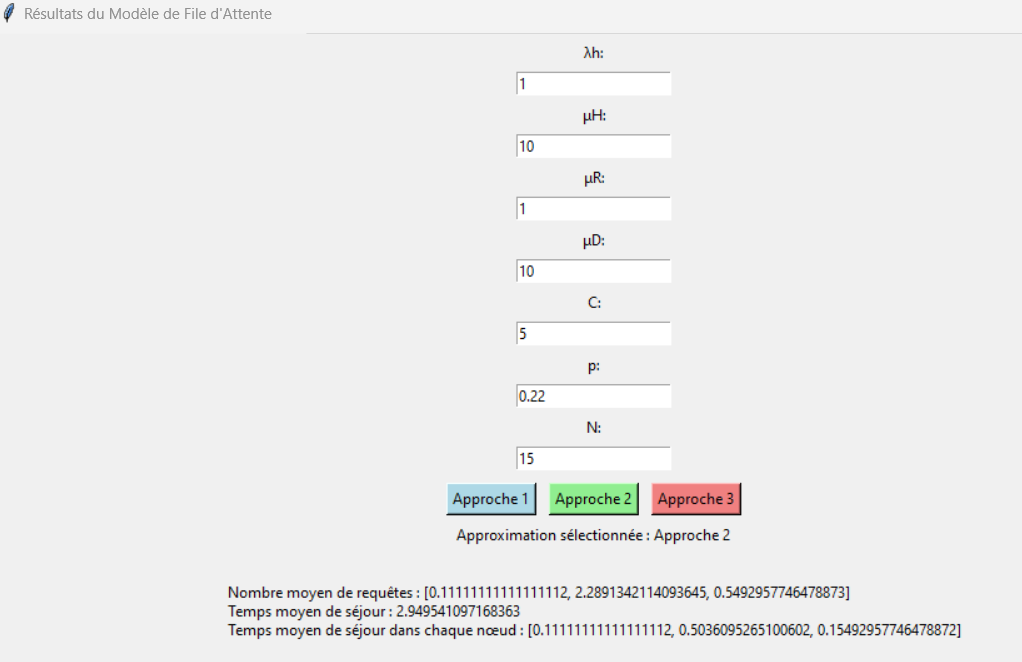 Résultats du Modèle de File d'Attente
λh:
1
μH:
10
μR:
1
μD:
10
C:
5
p:
0.22
N:
15
Approche 1 Approche 2 Approche 3
Approximation sélectionnée : Approche 2
Nombre moyen de requêtes : [0.11111111111111112, 2.2891342114093645, 0.5492957746478873]
Temps moyen de séjour : 2.949541097168363
Temps moyen de séjour dans chaque nœud : [0.11111111111111112, 0.5036095265100602, 0.15492957746478872]